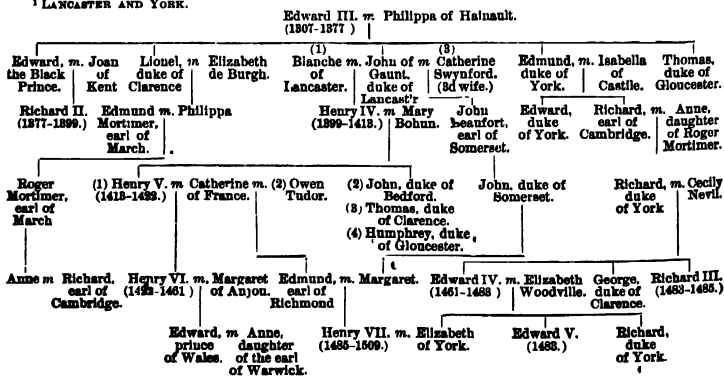 ¹ LANCASTER AND YORK.
Edward III. m. Philippa of Hainault.
(1307-1377 )
(1) (3)
Edward, m. Joan Lionel, m Elizabeth Blanche m. John of m Catherine Edmund, m. Isabella Thomas,
the Black of duke of de Burgh. of Gaunt, Swynford. duke of of duke of
Prince. Kent Clarence Lancaster. duke of (3d wife.) York. Castile. Gloucester.
Lancast'r
Richard II. Edmund m. Philippa Henry IV. m Mary John Edward, Richard, m. Anne,
(1377-1899.) Mortimer, (1399-1413.) Bohun. Beaufort, duke earl of daughter
earl of earl of of York. Cambridge. of Roger
March. Somerset. Mortimer.
Roger (1) Henry V. m Catherine m. (2) Owen (2) John, duke of John, duke of Richard, m Cecily
Mortimer, (1413-1422.) of France. Tudor. Bedford. Somerset. duke Nevil.
earl of (3) Thomas, duke of York
March of Clarence.
(4) Humphrey, duke
of Gloucester.
Anne m Richard, Henry VI. m. Margaret Edmund, m. Margaret. Edward IV. m. Elizabeth George, Richard III.
earl of (1422-1461) of Anjou. earl of (1461-1483) Woodville. duke of (1483-1485.)
Cambridge. Richmond Clarence.
Edward, m Anne, Henry VII. m. Elizabeth Edward V. Richard,
prince daughter (1485-1509.) of York. (1483.) duke
of Wales. of the earl of York.
of Warwick.